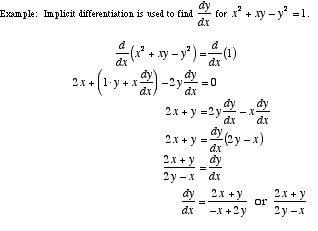 Example: Implicit differentiation is used to find dy/dx for x² + xy – y² = 1.
d/dx (x² + xy – y²) = d/dx (1)
2x + (1·y + x dy/dx) – 2y dy/dx = 0
2x + y = 2y dy/dx – x dy/dx
2x + y = dy/dx (2y – x)
(2x + y)/(2y – x) = dy/dx
dy/dx = (2x + y)/(–x + 2y) or (2x + y)/(2y – x)